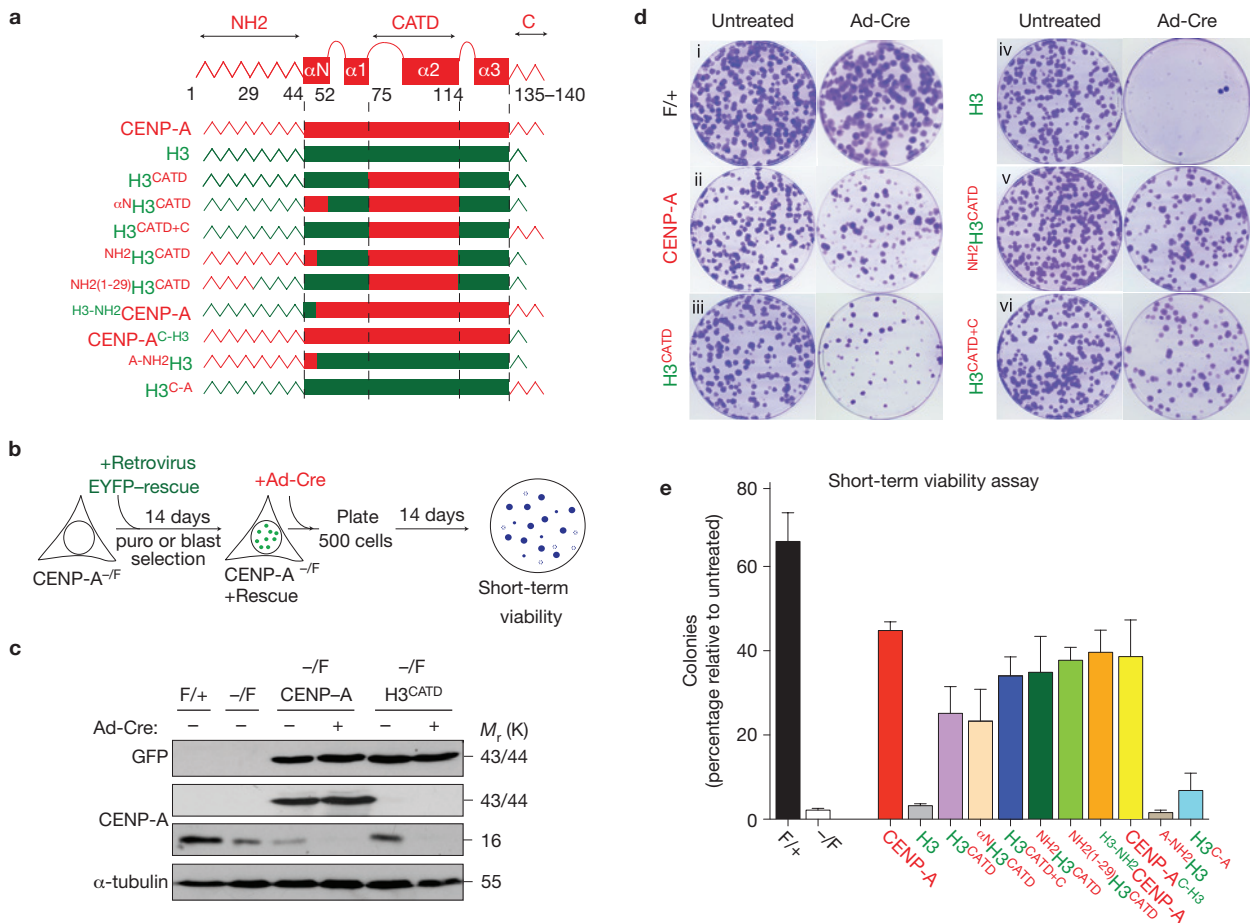 a
NH2 CATD C
αN α1 α2 α3
1 29 44 52 75 114 135–140
CENP-A
H3
H3CATD
αNH3CATD
H3CATD+C
NH2H3CATD
NH2(1-29)H3CATD
H3-NH2CENP-A
CENP-AC-H3
A-NH2H3
H3C-A
b
+Retrovirus
EYFP–rescue
14 days
puro or blast
selection
CENP-A–/F
+Ad-Cre
CENP-A–/F
+Rescue
Plate
500 cells
14 days
Short-term
viability
c
–/F –/F
F/+ –/F CENP–A H3CATD
Ad-Cre: – – – + – + Mr (K)
GFP 43/44
CENP-A 43/44
16
α-tubulin 55
d
Untreated Ad-Cre Untreated Ad-Cre
i F/+
ii CENP-A
iii H3CATD
iv H3
v NH2H3CATD
vi H3CATD+C
e
Short-term viability assay
Colonies
(percentage relative to untreated)
80
60
40
20
0
F/+ –/F CENP-A H3 H3CATD αNH3CATD H3CATD+C NH2H3CATD NH2(1-29)H3CATD H3-NH2CENP-A CENP-AC-H3 A-NH2H3 H3C-A